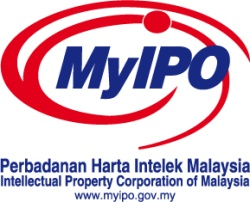 MyIPO
Perbadanan Harta Intelek Malaysia
Intellectual Property Corporation of Malaysia
www.myipo.gov.my